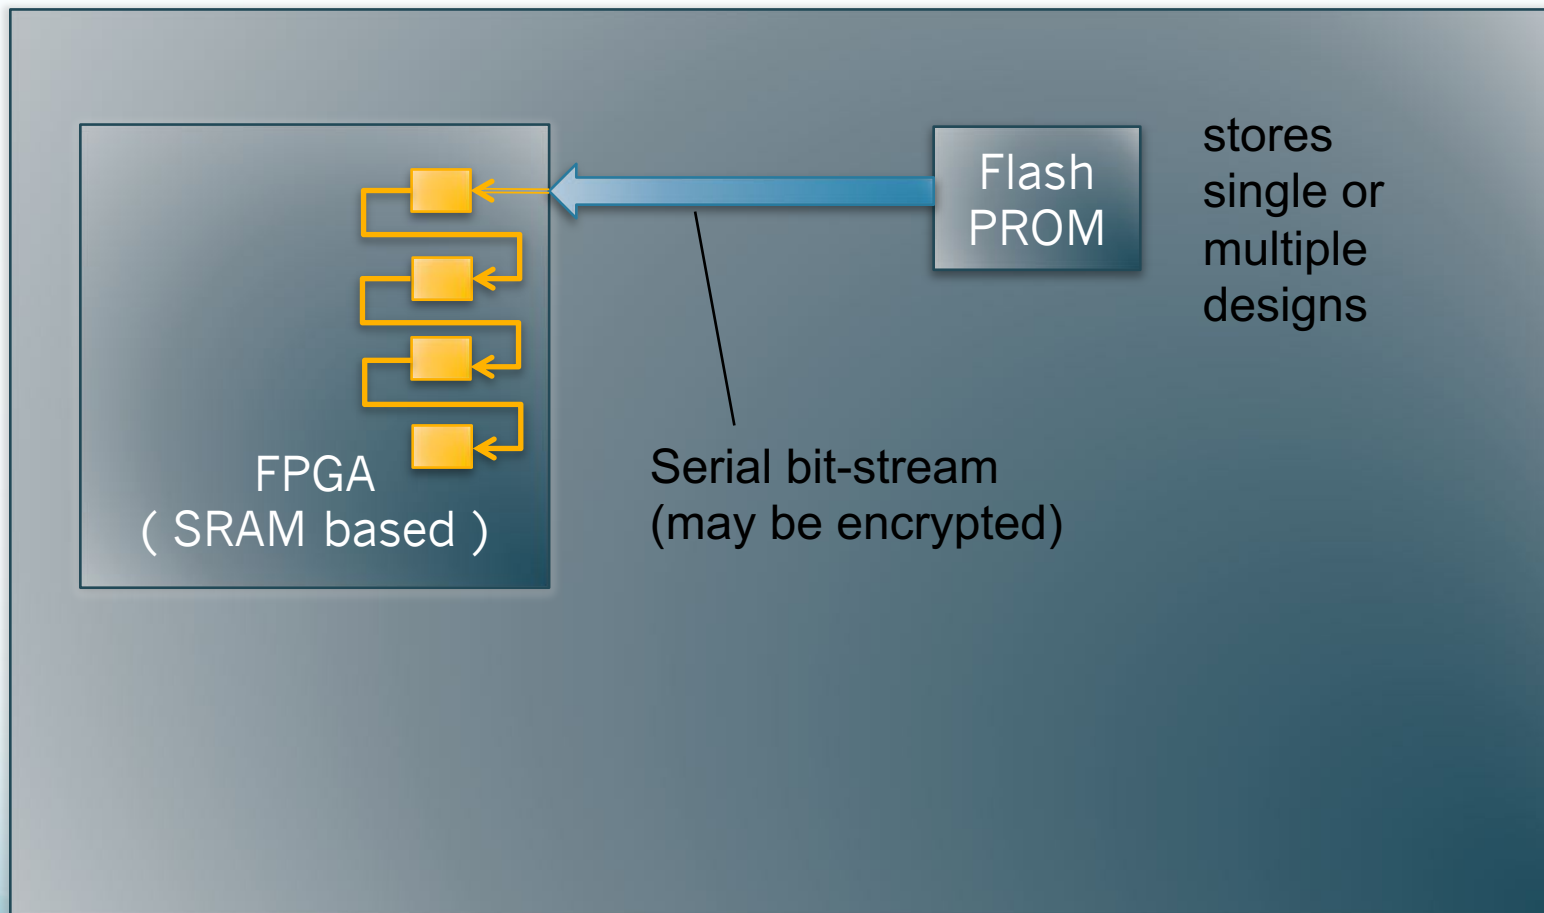 Flash
PROM
stores
single or
multiple
designs
Serial bit-stream
(may be encrypted)
FPGA
( SRAM based )